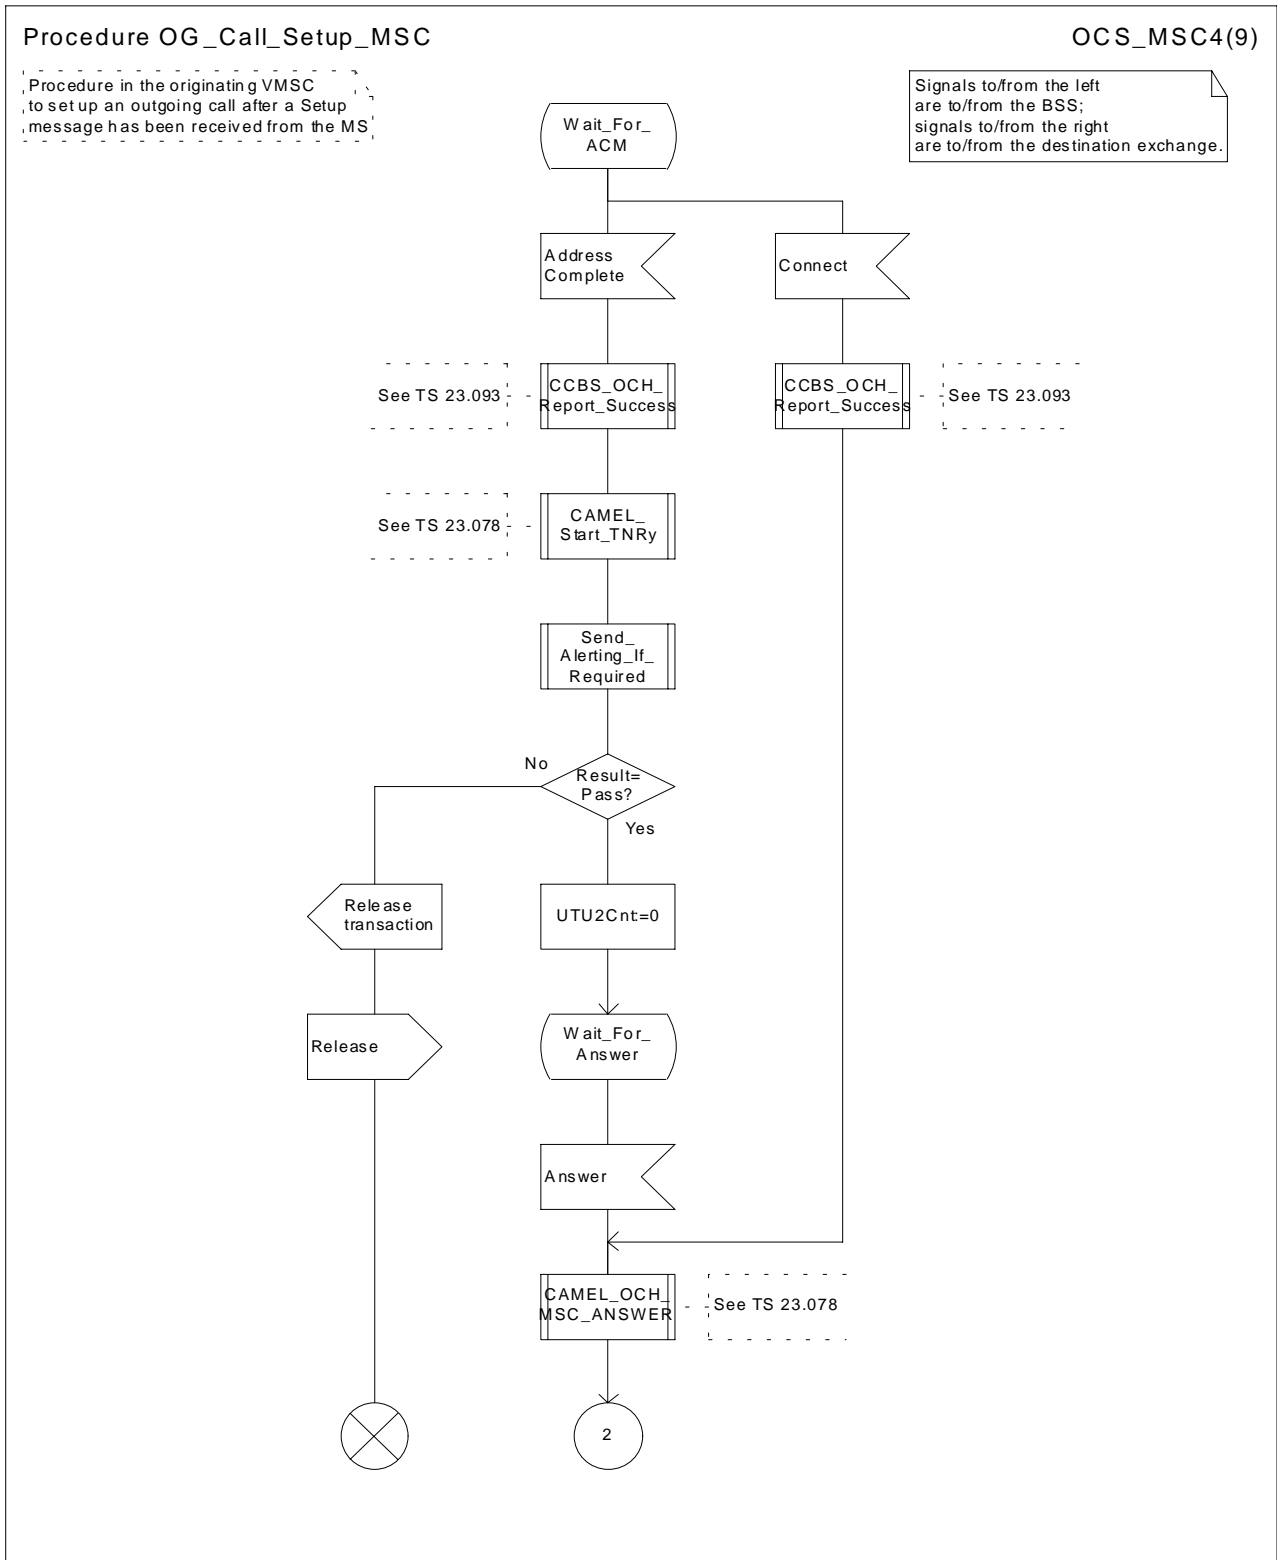 Procedure OG_Call_Setup_MSC
OCS_MSC4(9)
Procedure in the originating VMSC
to set up an outgoing call after a Setup
message has been received from the MS
Signals to/from the left
are to/from the BSS;
signals to/from the right
are to/from the destination exchange.
Wait_For_
ACM
Address
Complete
Connect
See TS 23.093
CCBS_OCH_
Report_Success
CCBS_OCH_
Report_Success
See TS 23.093
See TS 23.078
CAMEL_
Start_TNRy
Send_
Alerting_If_
Required
No
Result=
Pass?
Yes
Release
transaction
UTU2Cnt:=0
Release
Wait_For_
Answer
Answer
CAMEL_OCH_
MSC_ANSWER
See TS 23.078
2